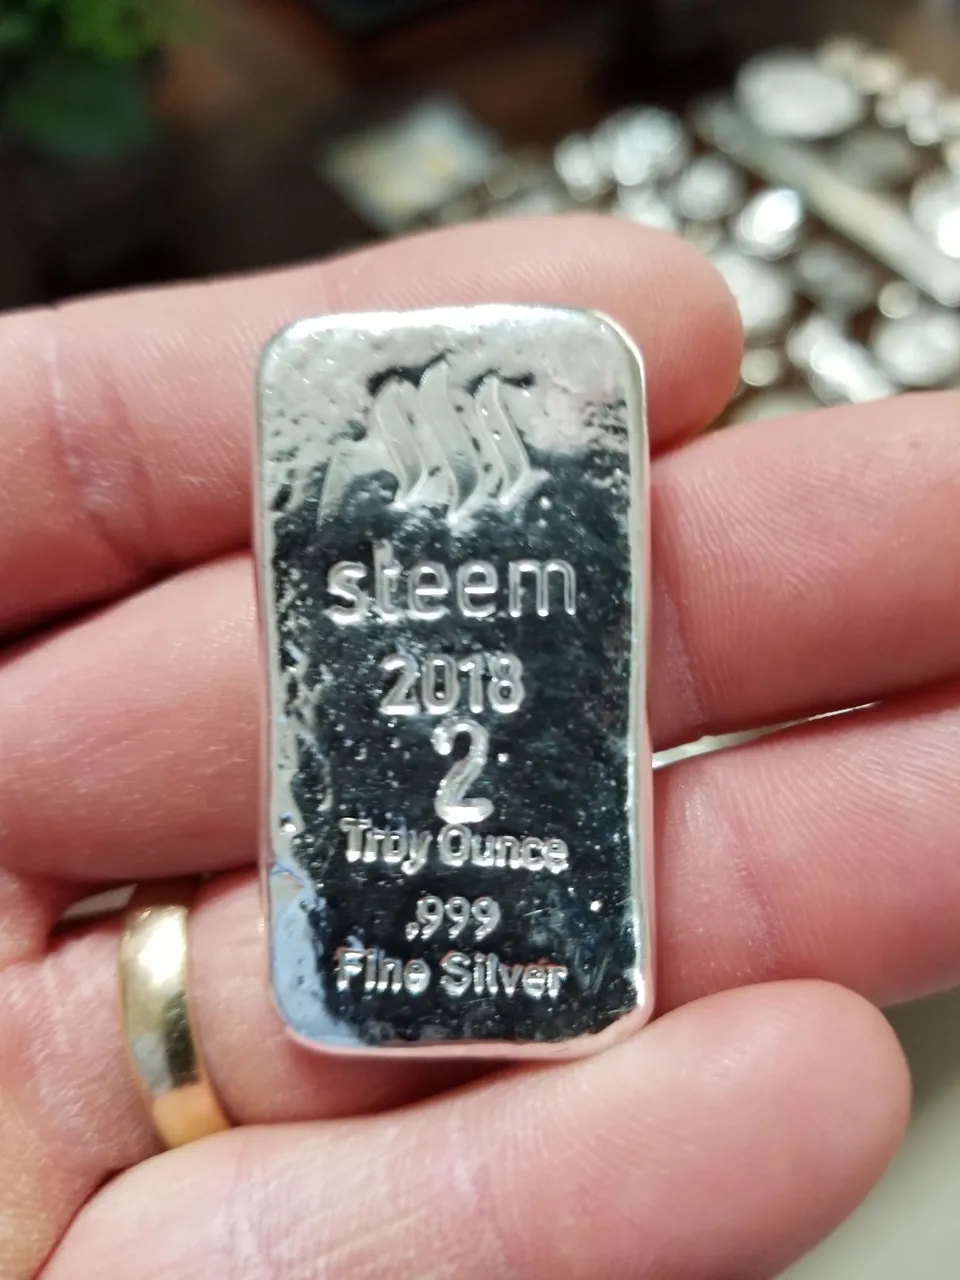 steem
2018
2
Troy Ounce
.999
Fine Silver